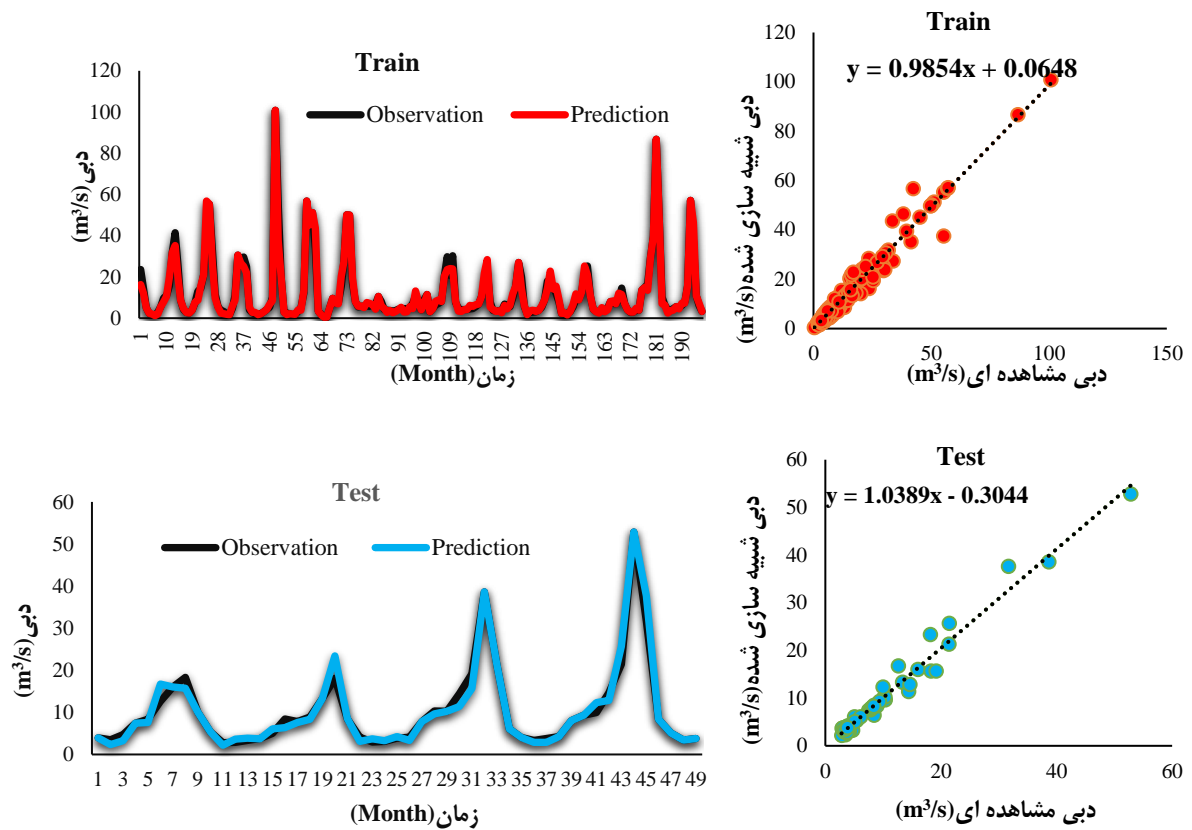 Train
120
100
80
60
40
20
0
Observation Prediction
دبی(m³/s)
1 10 19 28 37 46 55 64 73 82 91 100 109 118 127 136 145 154 163 172 181 190
زمان(Month)
Train
y = 0.9854x + 0.0648
120
100
80
60
40
20
0
دبی شبیه سازی شده(m³/s)
0 50 100 150
دبی مشاهده ای(m³/s)
Test
60
50
40
30
20
10
0
Observation Prediction
دبی(m³/s)
1 3 5 7 9 11 13 15 17 19 21 23 25 27 29 31 33 35 37 39 41 43 45 47 49
زمان(Month)
Test
y = 1.0389x - 0.3044
60
50
40
30
20
10
0
دبی شبیه سازی شده(m³/s)
0 20 40 60
دبی مشاهده ای(m³/s)